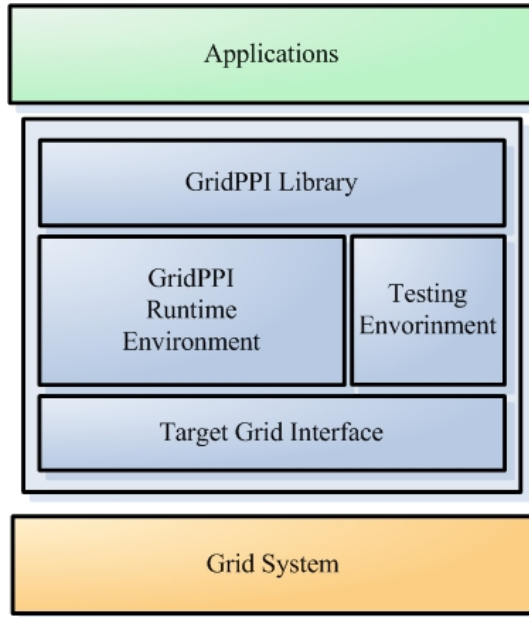 Applications
GridPPI Library
GridPPI
Runtime
Environment
Testing
Envorinment
Target Grid Interface
Grid System